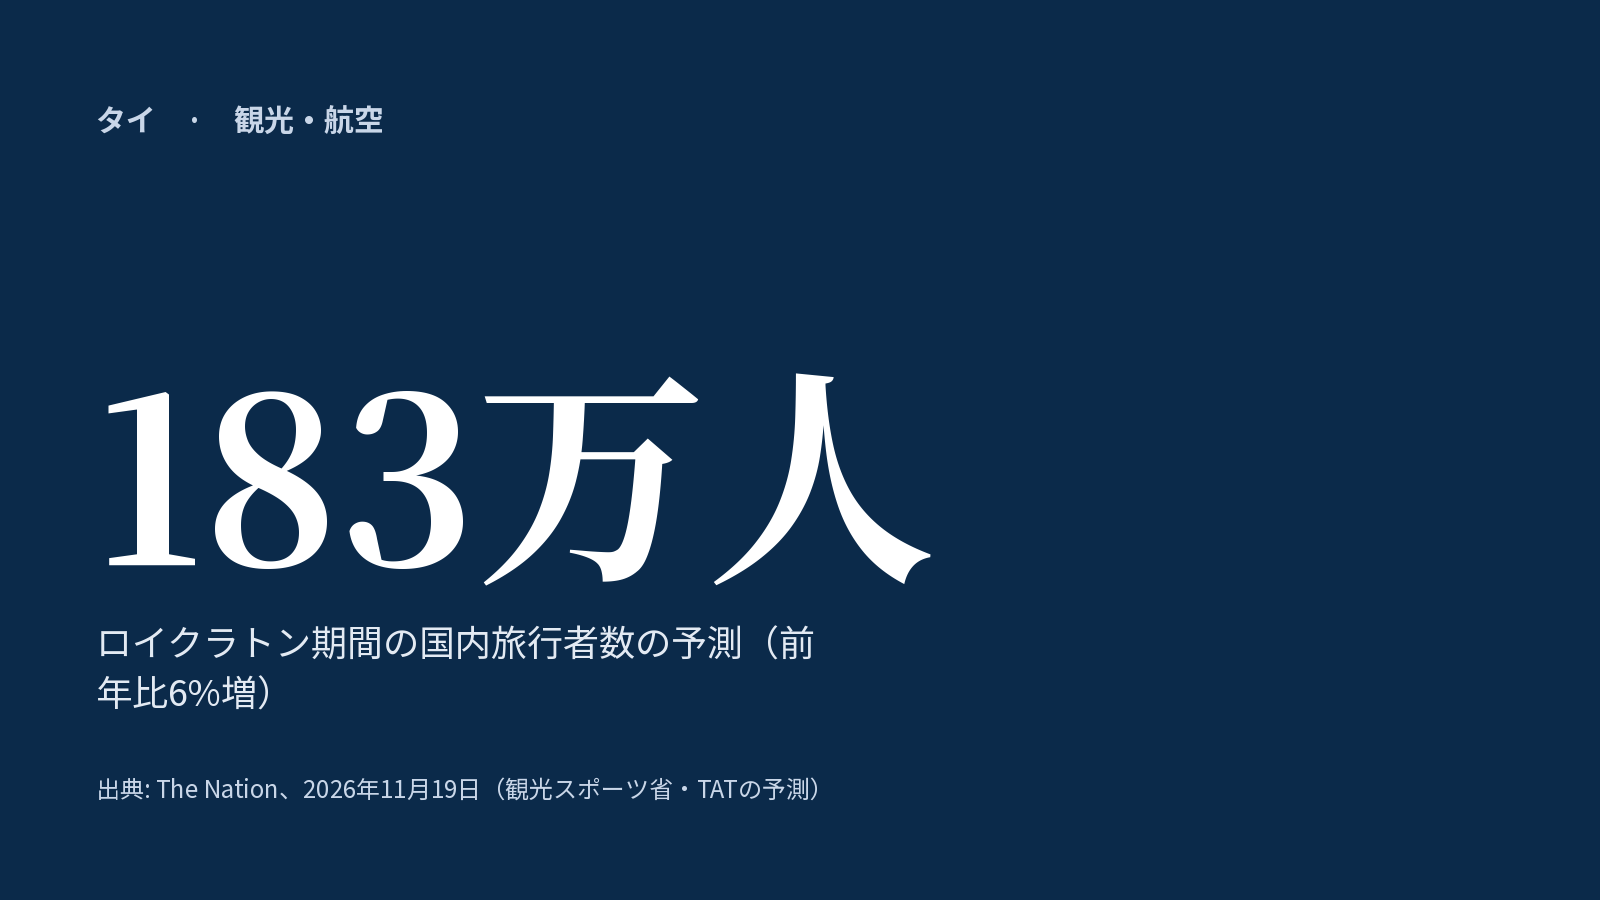 タイ ・ 観光・航空
183万人
ロイクラトン期間の国内旅行者数の予測（前
年比6%増）
出典: The Nation、2026年11月19日（観光スポーツ省・TATの予測）